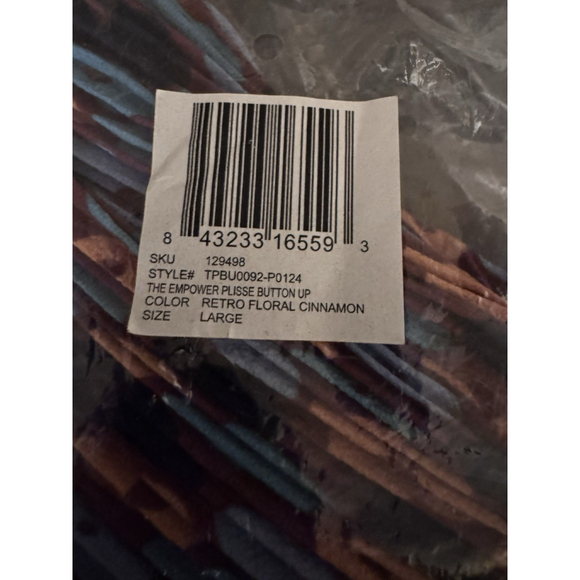 8 43233 16559 3
SKU 129498
STYLE# TPBU0092-P0124
THE EMPOWER PLISSE BUTTON UP
COLOR RETRO FLORAL CINNAMON
SIZE LARGE